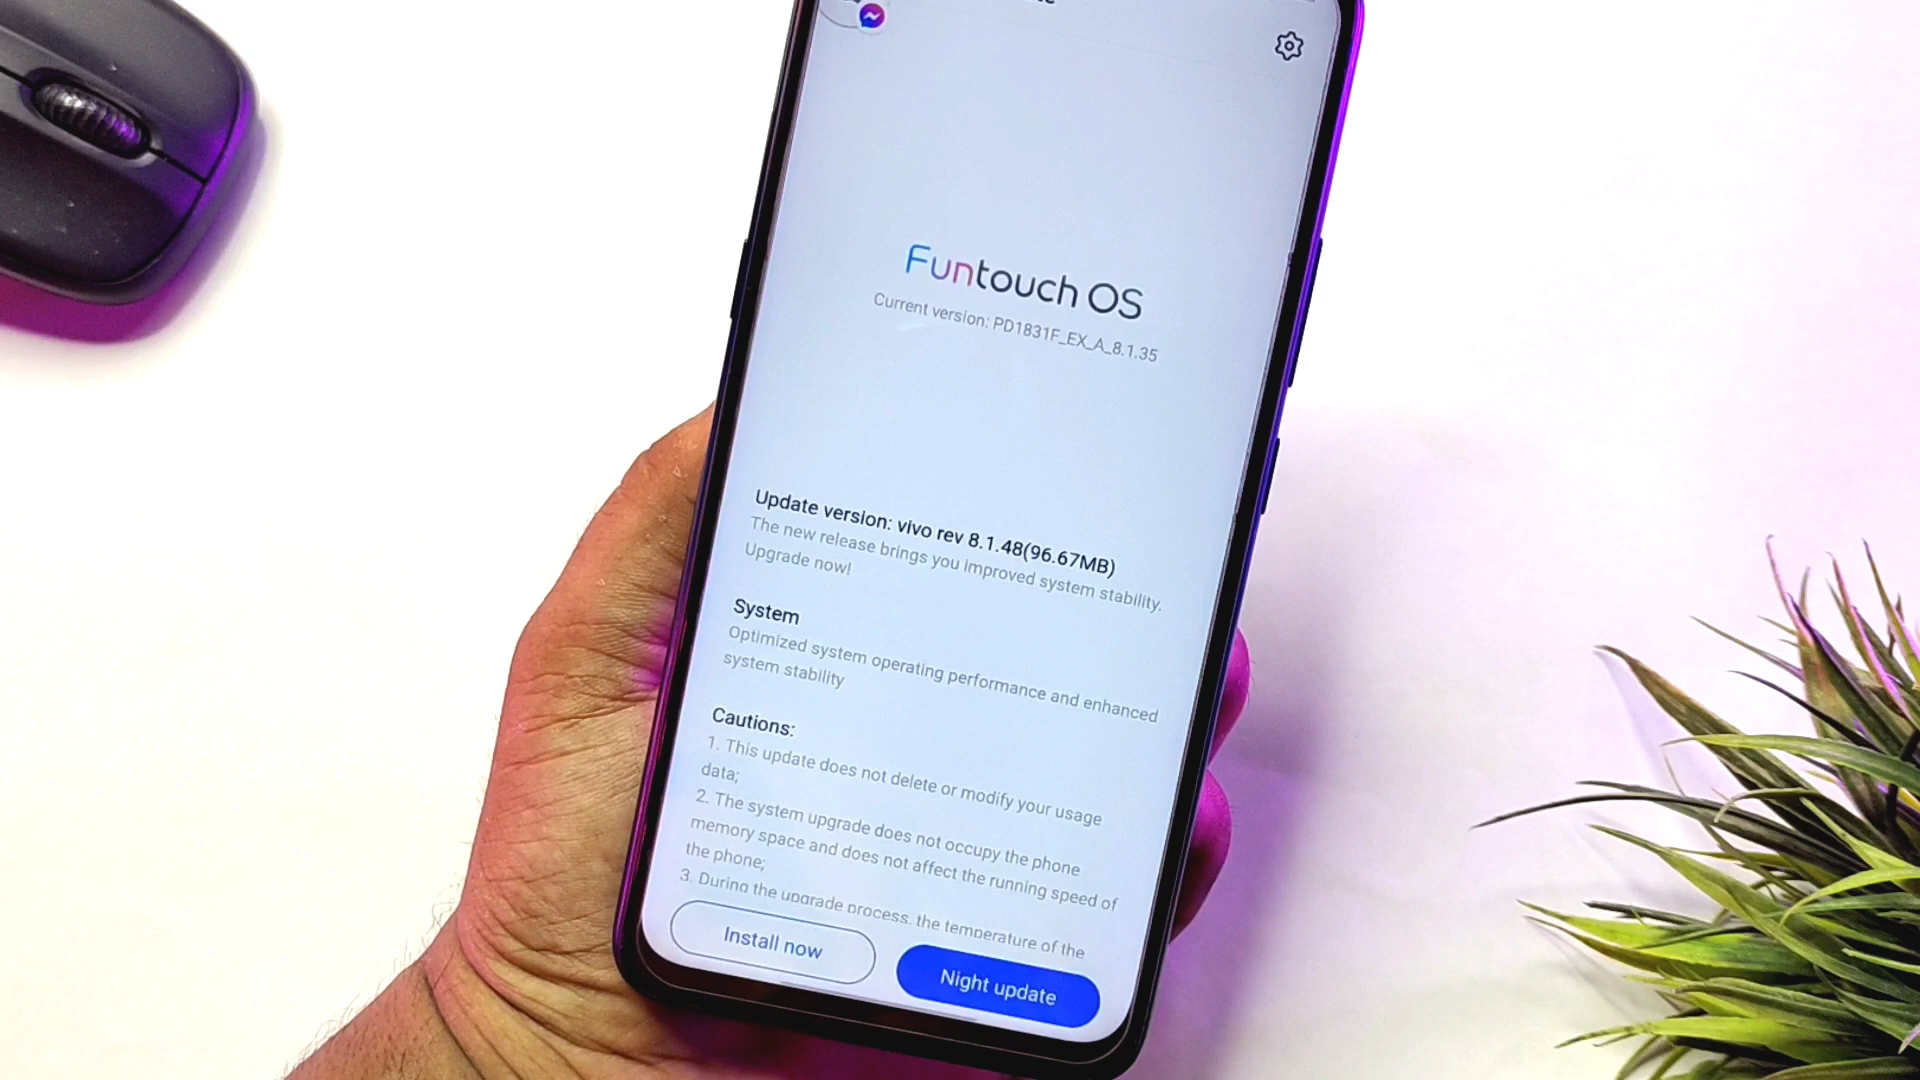 Funtouch OS
Current version: PD1831F_EX_A_8.1.35
Update version: vivo rev 8.1.48(96.67MB)
The new release brings you improved system stability.
Upgrade now!
System
Optimized system operating performance and enhanced
system stability
Cautions:
1. This update does not delete or modify your usage
data;
2. The system upgrade does not occupy the phone
memory space and does not affect the running speed of
the phone;
3. During the upgrade process, the temperature of the
Install now
Night update